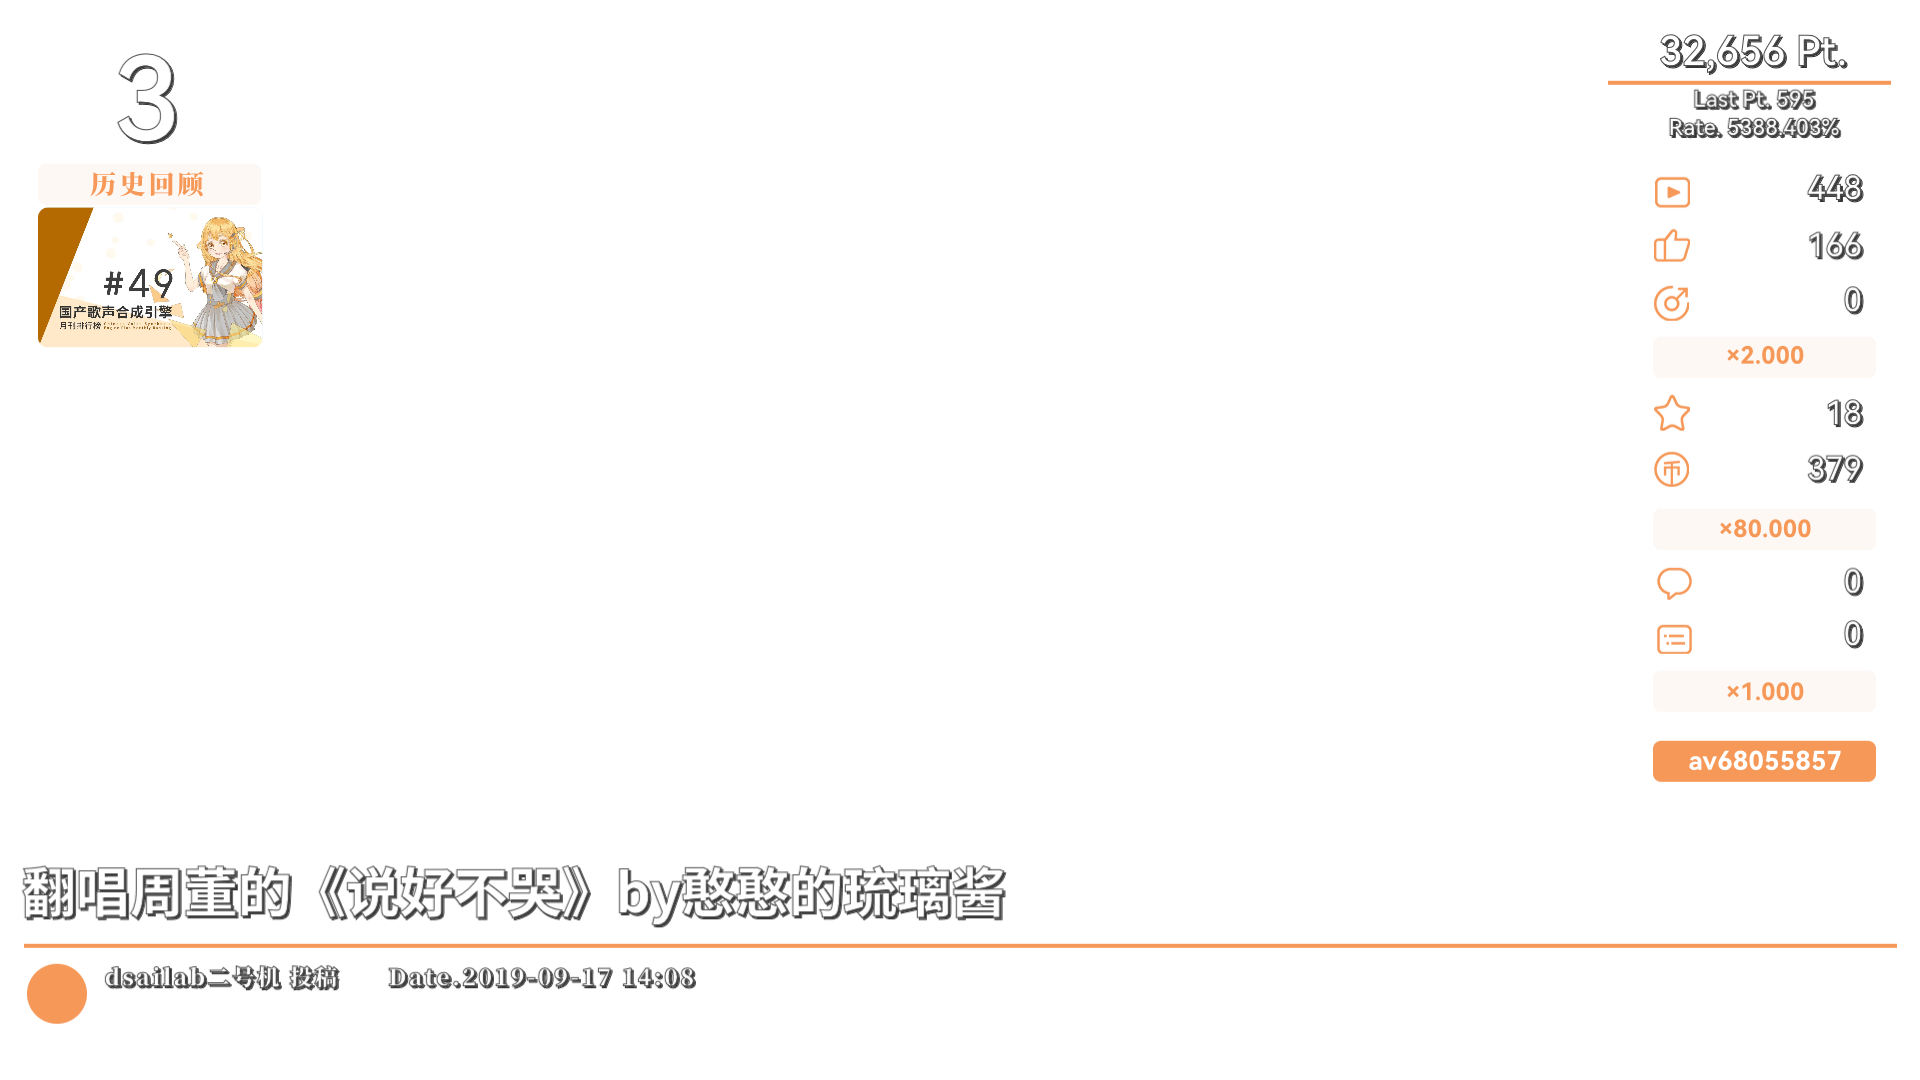 3
历史回顾
#49
国产歌声合成引擎
月刊排行榜
32,656 Pt.
Last Pt. 595
Rate. 5388.403%
448
166
0
×2.000
18
379
×80.000
0
0
×1.000
av68055857
翻唱周董的《说好不哭》by憨憨的琉璃酱
dsailab二号机 投稿 Date.2019-09-17 14:08